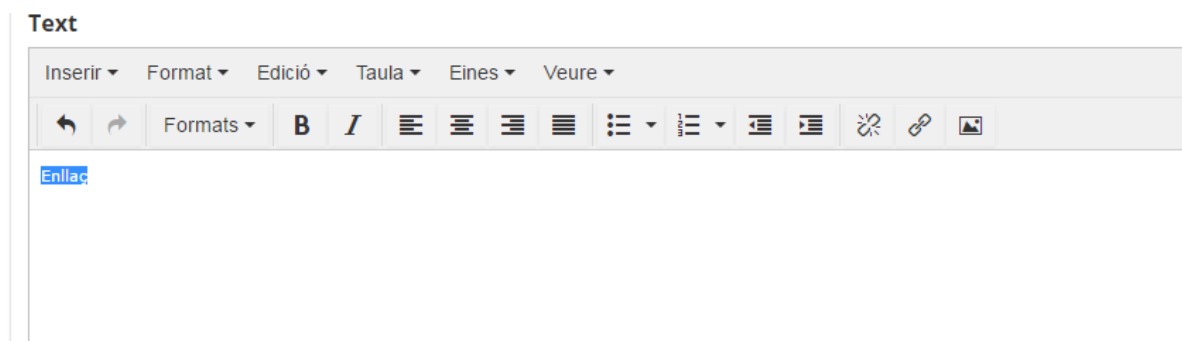 Text
Inserir Format Edició Taula Eines Veure
Formats B I
Enllaç